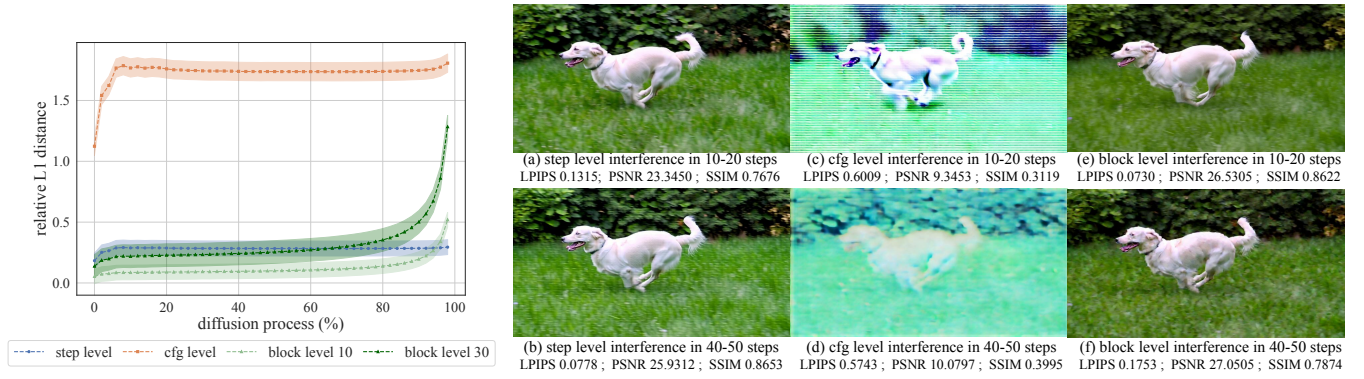 relative L1 distance
1.5
1.0
0.5
0.0
0
20
40
60
80
100
diffusion process (%)
step level
cfg level
block level 10
block level 30
(a) step level interference in 10-20 steps
LPIPS 0.1315; PSNR 23.3450 ; SSIM 0.7676
(c) cfg level interference in 10-20 steps
LPIPS 0.6009 ; PSNR 9.3453 ; SSIM 0.3119
(e) block level interference in 10-20 steps
LPIPS 0.0730 ; PSNR 26.5305 ; SSIM 0.8622
(b) step level interference in 40-50 steps
LPIPS 0.0778 ; PSNR 25.9312 ; SSIM 0.8653
(d) cfg level interference in 40-50 steps
LPIPS 0.5743 ; PSNR 10.0797 ; SSIM 0.3995
(f) block level interference in 40-50 steps
LPIPS 0.1753 ; PSNR 27.0505 ; SSIM 0.7874